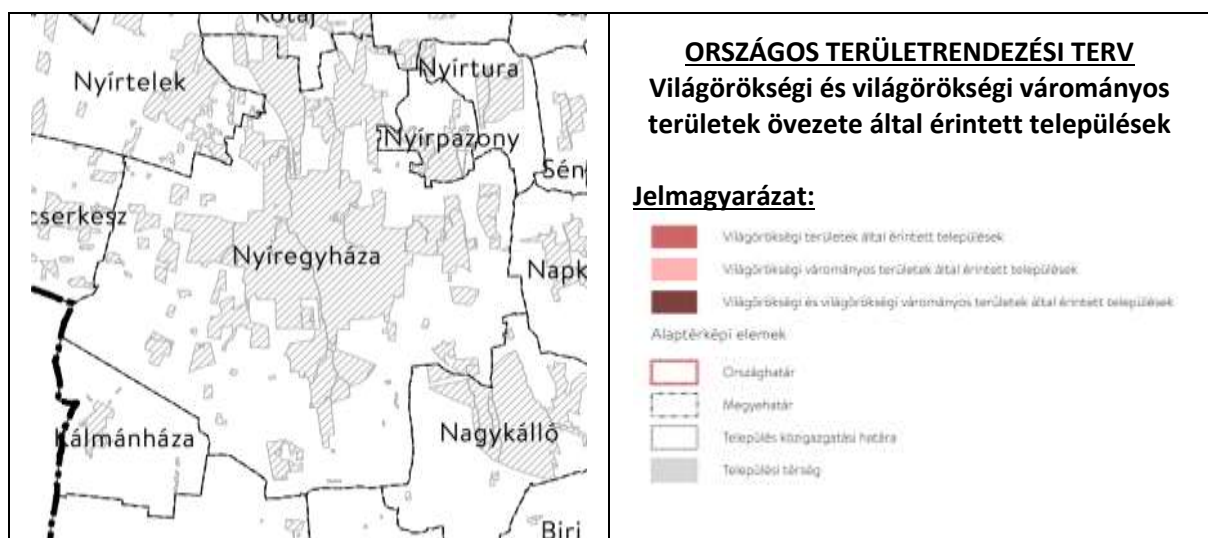 Kótaj
Nyírtelek
Nyírtura
Nyírpazony
Sén
cserkesz
Nyíregyháza
Napk
Kálmánháza
Nagykálló
Biri
ORSZÁGOS TERÜLETRENDEZÉSI TERV
Világörökségi és világörökségi várományos
területek övezete által érintett települések
Jelmagyarázat:
Világörökségi területek által érintett települések
Világörökségi várományos területek által érintett települések
Világörökségi és világörökségi várományos területek által érintett települések
Alaptérképi elemek
Országhatár
Megyehatár
Település közigazgatási határa
Települési térség